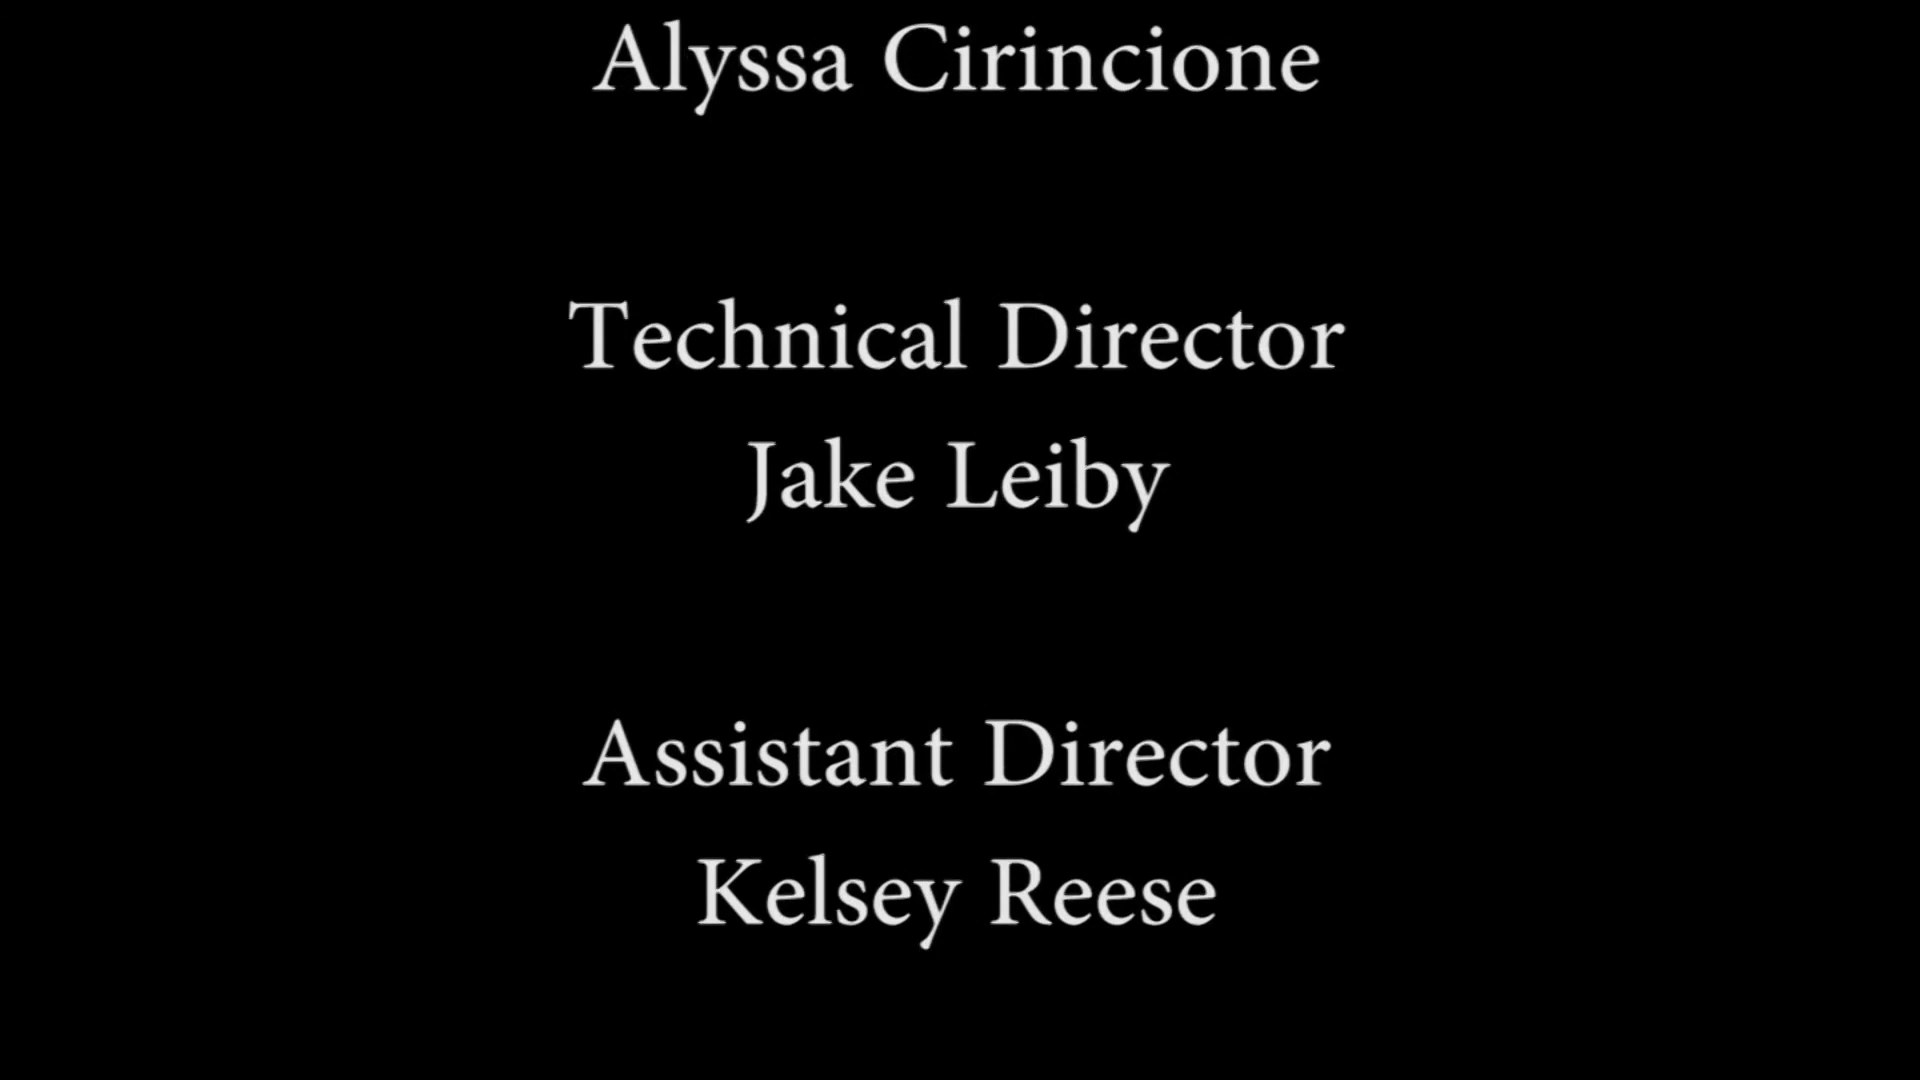 Alyssa Cirincione
Technical Director
Jake Leiby
Assistant Director
Kelsey Reese